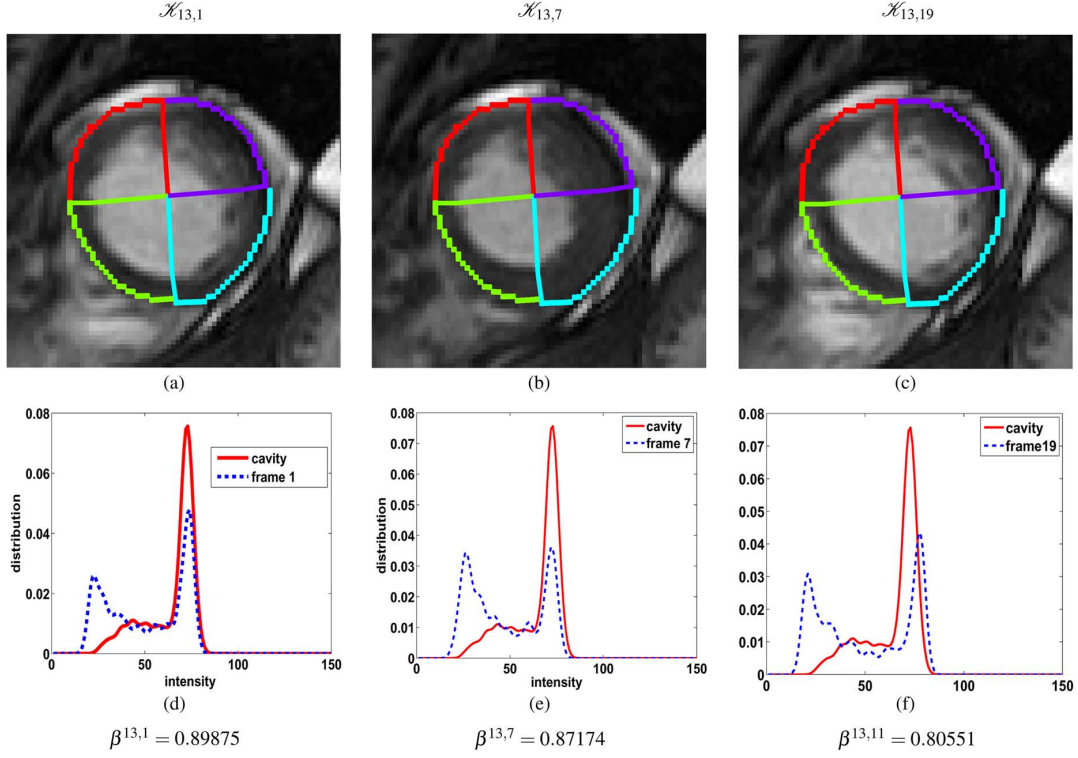 𝒦13,1
𝒦13,7
𝒦13,19
(a)
(b)
(c)
0.08
0.06
0.04
0.02
0
0
50
100
150
distribution
intensity
cavity
frame 1
(d)
0.08
0.07
0.06
0.05
0.04
0.03
0.02
0.01
0
0
50
100
150
distribution
intensity
cavity
frame 7
(e)
0.08
0.07
0.06
0.05
0.04
0.03
0.02
0.01
0
0
50
100
150
cavity
frame19
(f)
β13,1 = 0.89875
β13,7 = 0.87174
β13,11 = 0.80551